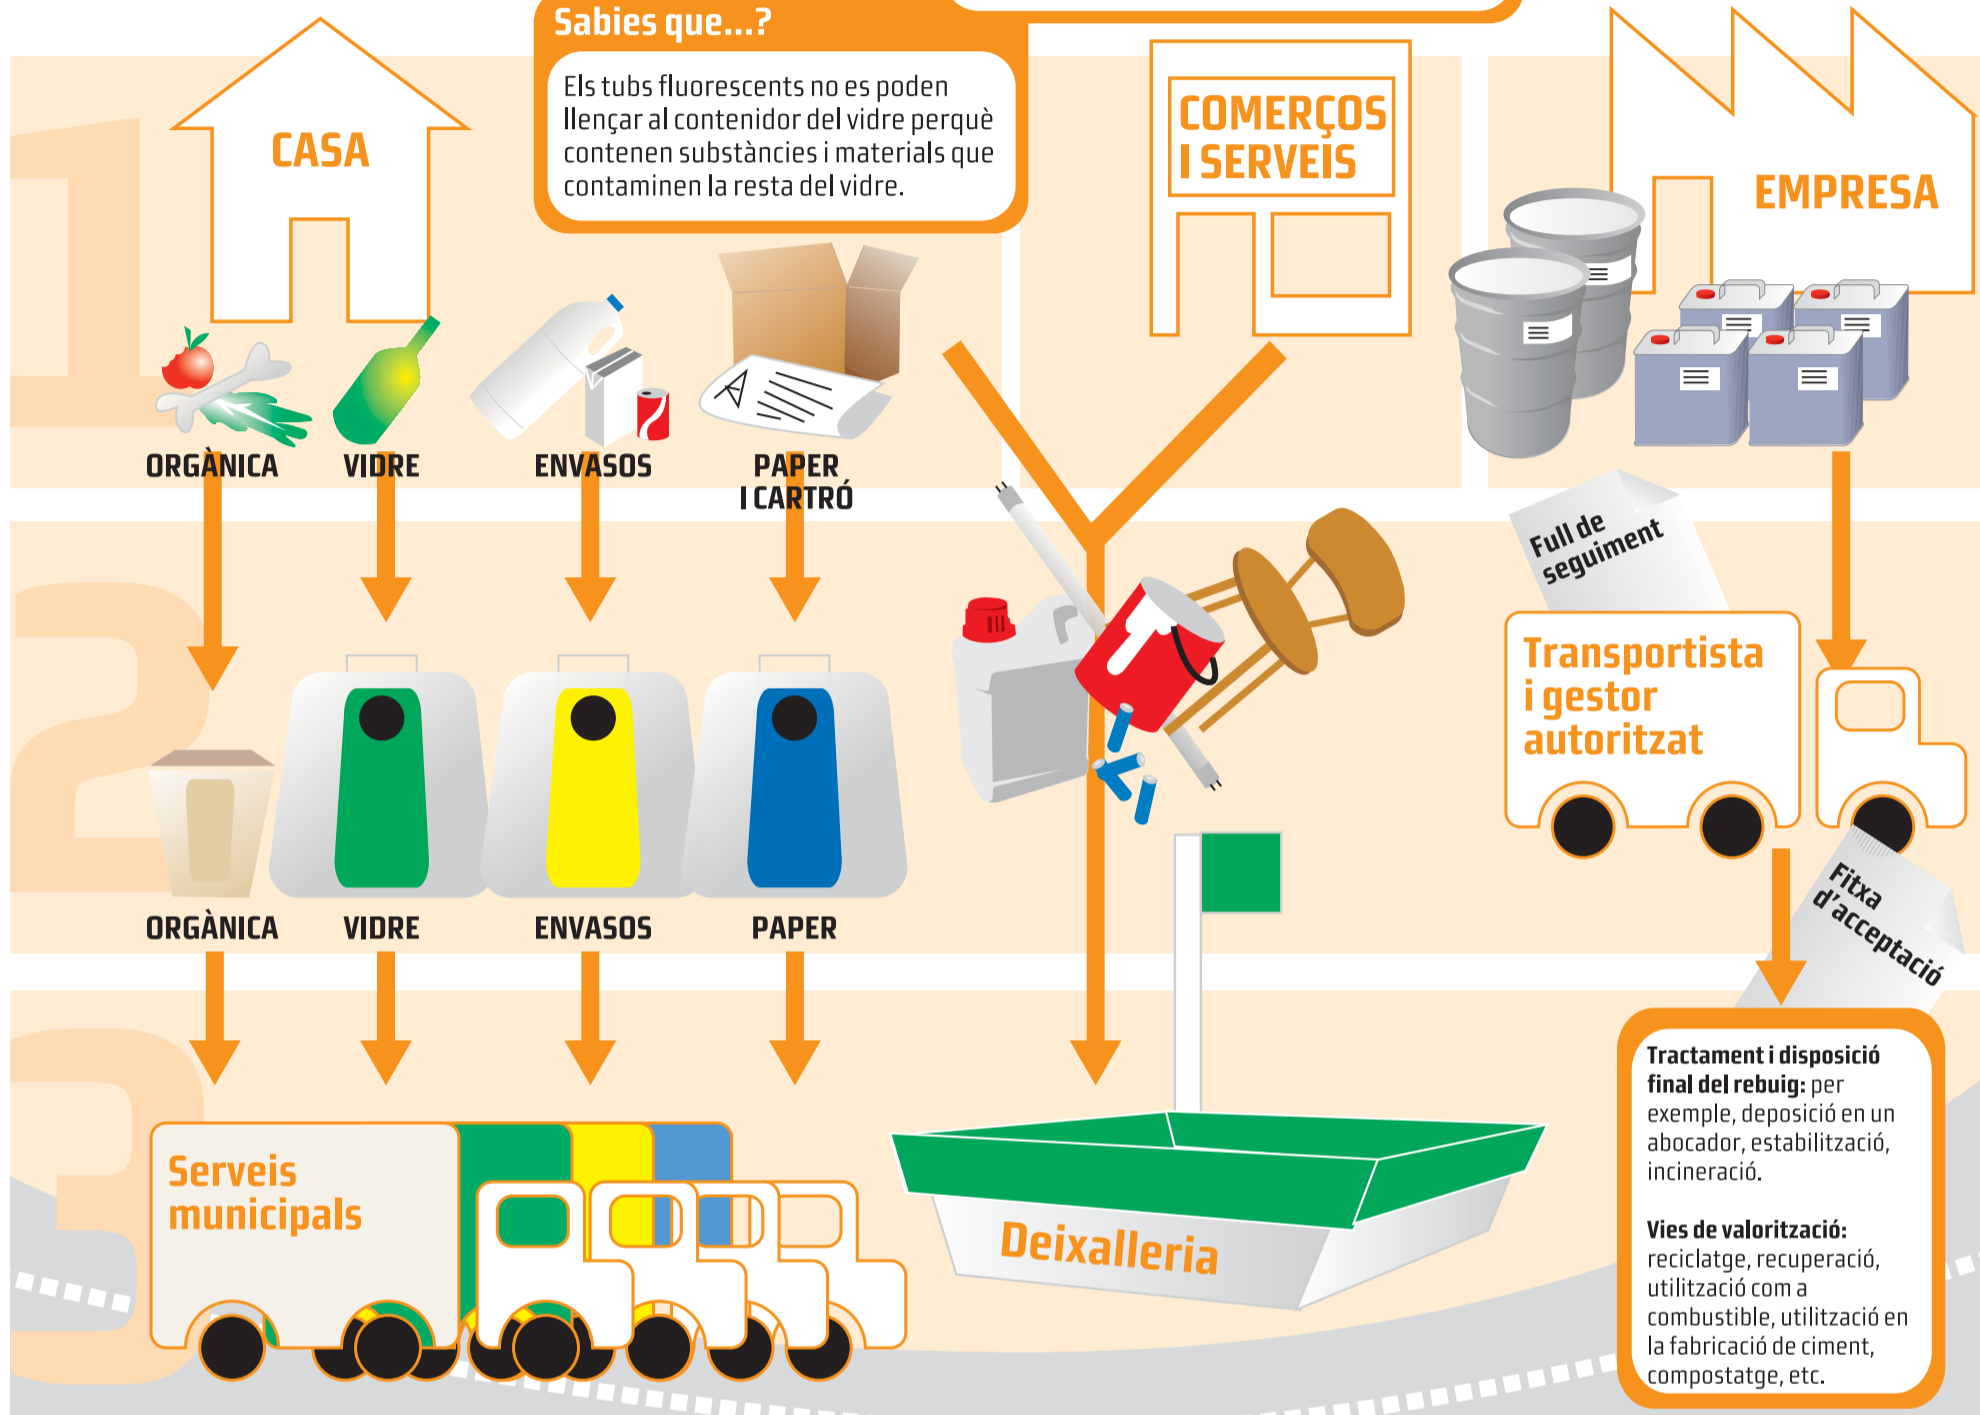 Sabies que...?
Els tubs fluorescents no es poden
llençar al contenidor del vidre perquè
contenen substàncies i materials que
contaminen la resta del vidre.
1
CASA
COMERÇOS
I SERVEIS
EMPRESA
ORGÀNICA
VIDRE
ENVASOS
PAPER
I CARTRÓ
2
Full de
seguiment
Transportista
i gestor
autoritzat
ORGÀNICA
VIDRE
ENVASOS
PAPER
Fitxa
d'acceptació
3
Serveis
municipals
Deixalleria
Tractament i disposició
final del rebuig: per
exemple, deposició en un
abocador, estabilització,
incineració.
Vies de valorització:
reciclatge, recuperació,
utilització com a
combustible, utilització en
la fabricació de ciment,
compostatge, etc.